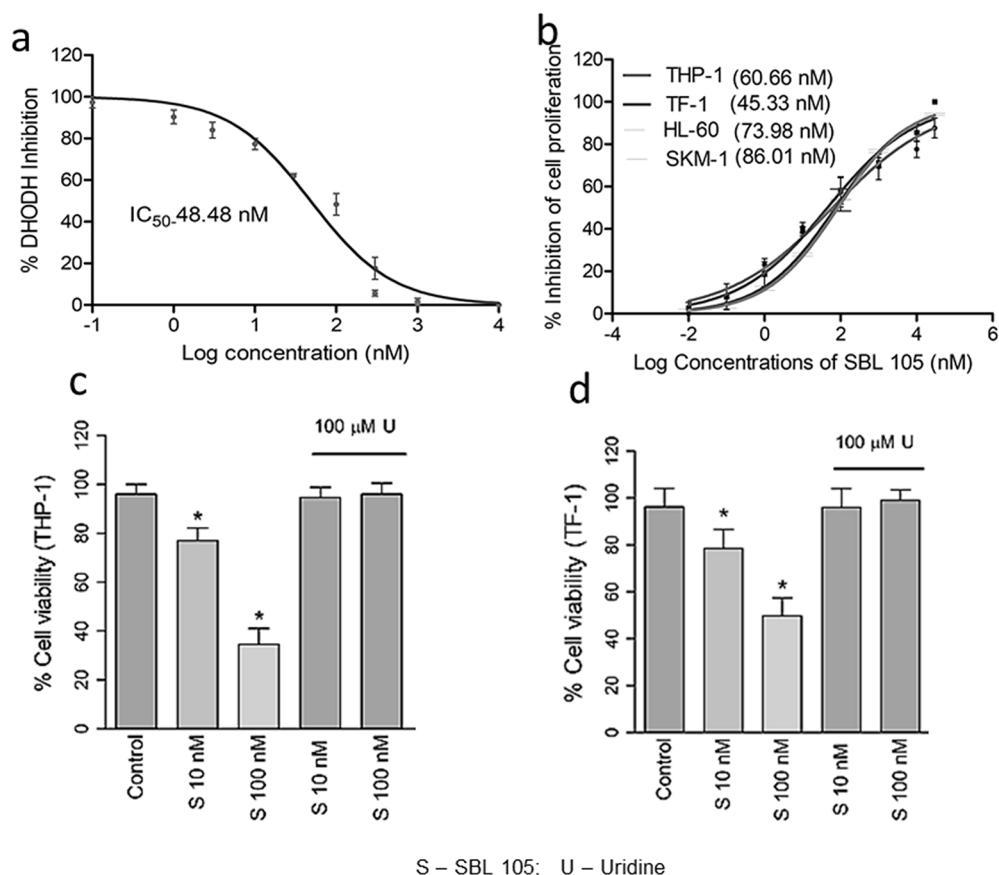 a
% DHODH Inhibition
120
100
80
60
40
20
0
IC50-48.48 nM
-1
0
1
2
3
4
Log concentration (nM)
b
% Inhibition of cell proliferation
120
100
80
60
40
20
0
THP-1 (60.66 nM)
TF-1 (45.33 nM)
HL-60 (73.98 nM)
SKM-1 (86.01 nM)
-4
-2
0
2
4
6
Log Concentrations of SBL 105 (nM)
c
% Cell viability (THP-1)
120
100
80
60
40
20
0
100 µM U
*
*
Control
S 10 nM
S 100 nM
S 10 nM
S 100 nM
d
% Cell viability (TF-1)
120
100
80
60
40
20
0
100 µM U
*
*
Control
S 10 nM
S 100 nM
S 10 nM
S 100 nM
S – SBL 105; U – Uridine